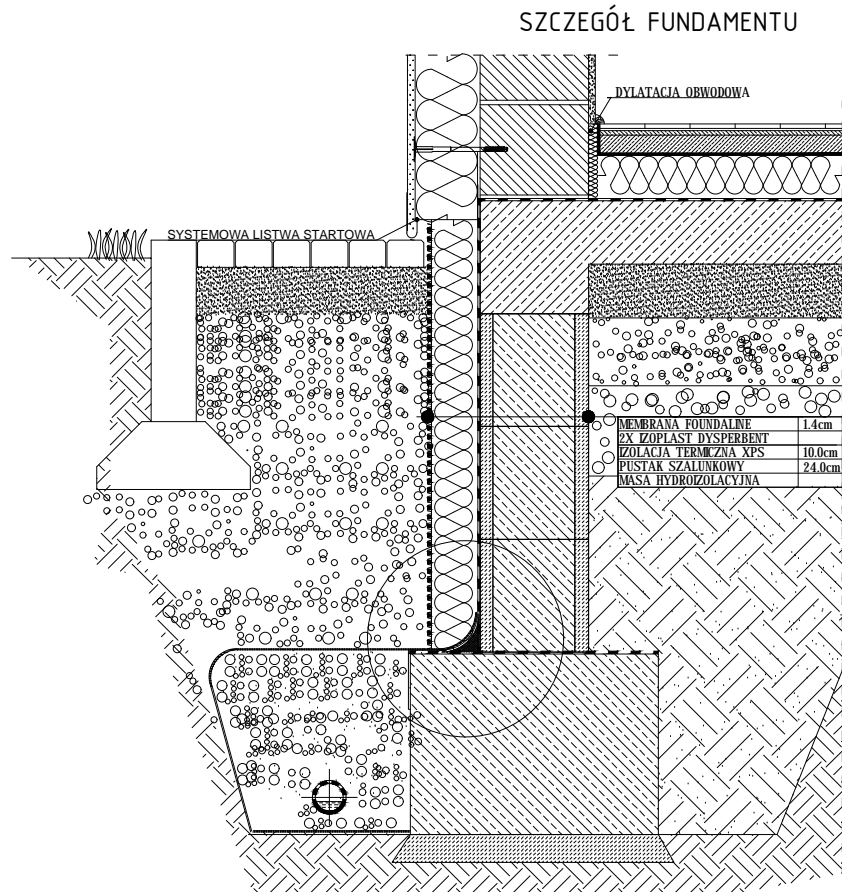 SZCZEGÓŁ FUNDAMENTU
DYLATACJA OBWODOWA
SYSTEMOWA LISTWA STARTOWA
MEMBRANA FOUNDALINE 1.4cm
2X IZOPLAST DYSPERBENT
IZOLACJA TERMICZNA XPS 10.0cm
PUSTAK SZALUNKOWY 24.0cm
MASA HYDROIZOLACYJNA